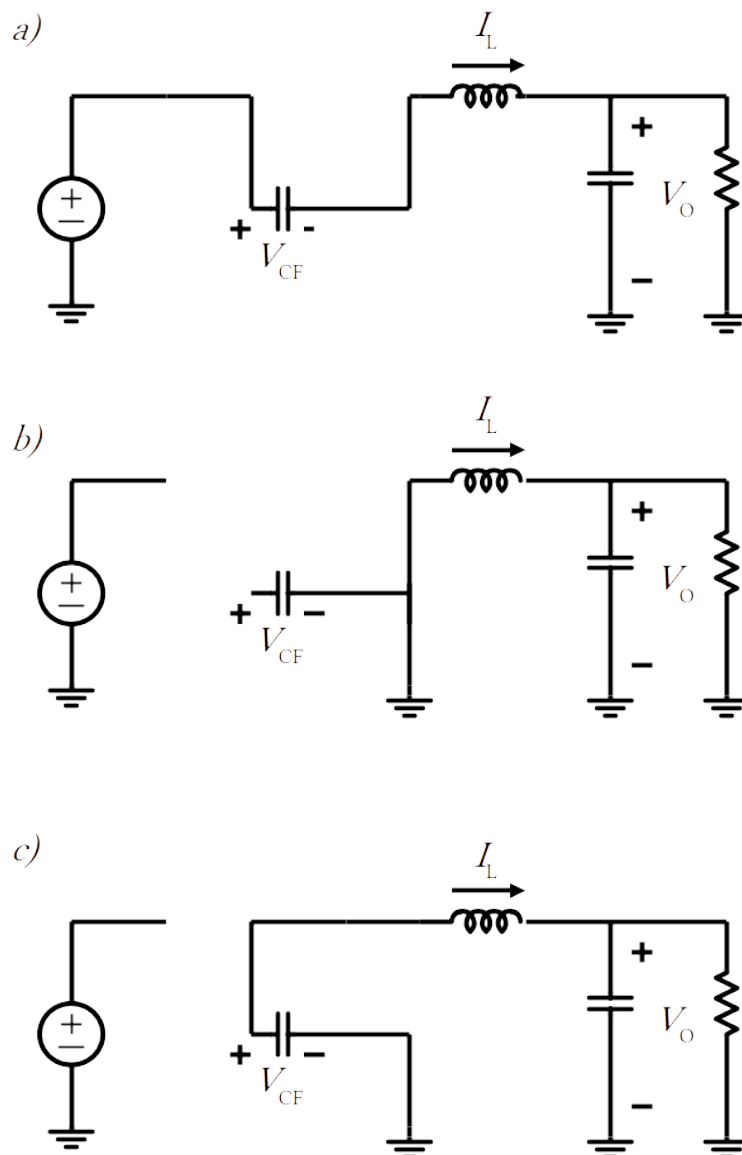 a)
I_L
+ -
V_CF
+
V_O
−
b)
I_L
+ −
V_CF
+
V_O
−
c)
I_L
+ −
V_CF
+
V_O
−